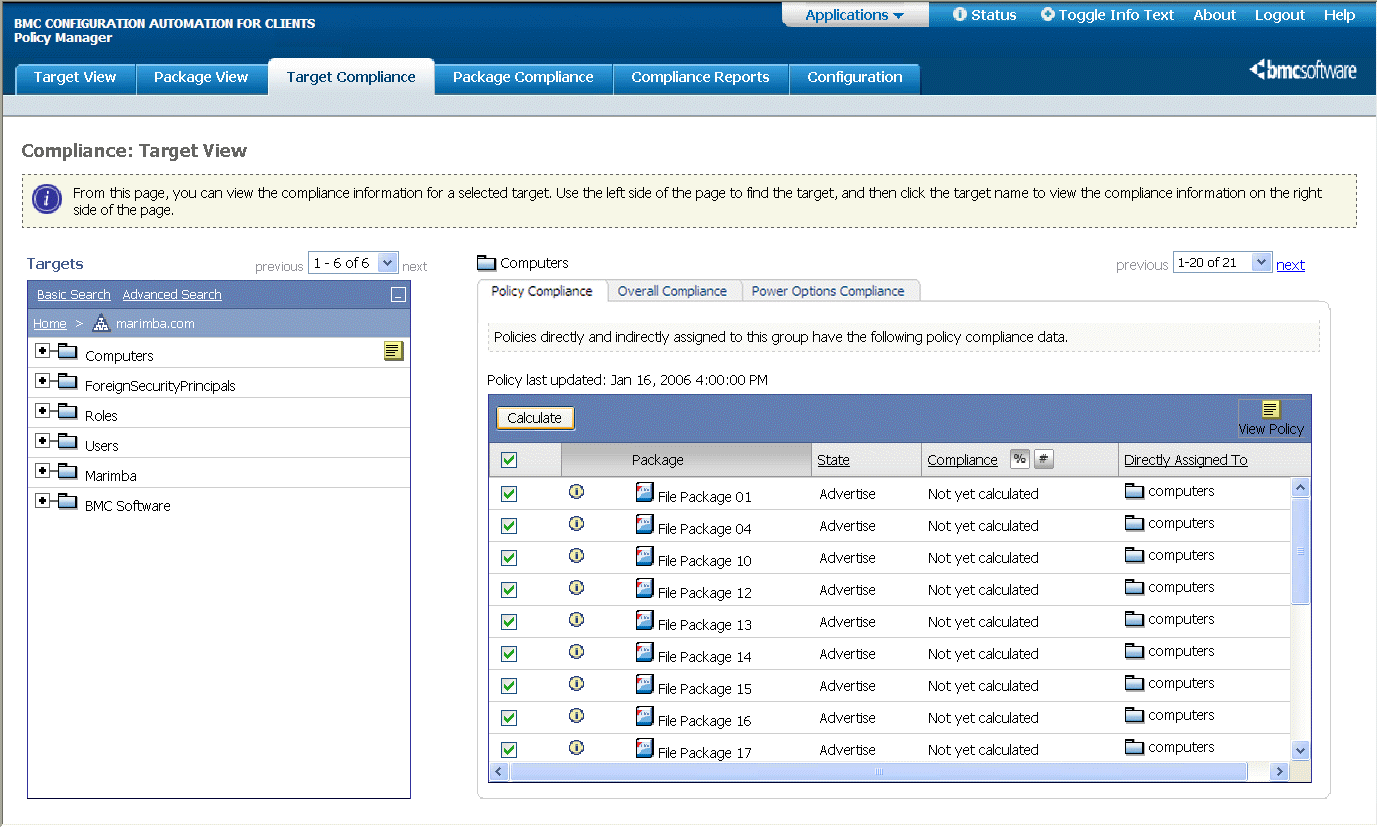 BMC CONFIGURATION AUTOMATION FOR CLIENTS
Policy Manager
Applications
Status
Toggle Info Text
About
Logout
Help
Target View
Package View
Target Compliance
Package Compliance
Compliance Reports
Configuration
bmcsoftware
Compliance: Target View
From this page, you can view the compliance information for a selected target. Use the left side of the page to find the target, and then click the target name to view the compliance information on the right
side of the page.
Targets
previous 1 - 6 of 6 next
Basic Search Advanced Search
Home > marimba.com
Computers
ForeignSecurityPrincipals
Roles
Users
Marimba
BMC Software
Computers
previous 1-20 of 21 next
Policy Compliance
Overall Compliance
Power Options Compliance
Policies directly and indirectly assigned to this group have the following policy compliance data.
Policy last updated: Jan 16, 2006 4:00:00 PM
Calculate
View Policy
Package State Compliance % # Directly Assigned To
File Package 01 Advertise Not yet calculated computers
File Package 04 Advertise Not yet calculated computers
File Package 10 Advertise Not yet calculated computers
File Package 12 Advertise Not yet calculated computers
File Package 13 Advertise Not yet calculated computers
File Package 14 Advertise Not yet calculated computers
File Package 15 Advertise Not yet calculated computers
File Package 16 Advertise Not yet calculated computers
File Package 17 Advertise Not yet calculated computers